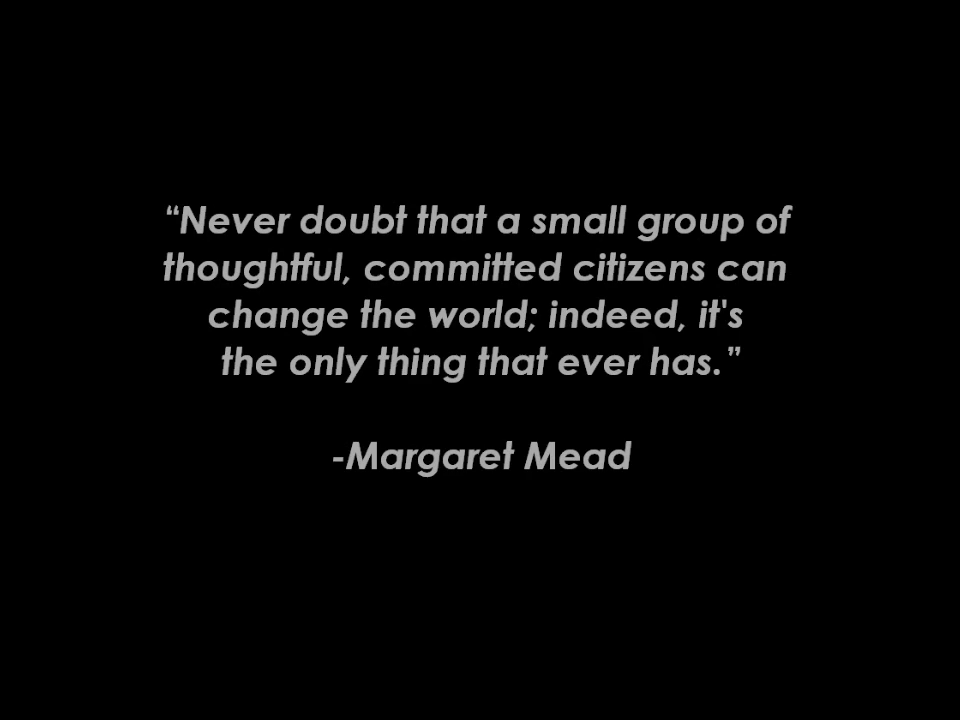 “Never doubt that a small group of
thoughtful, committed citizens can
change the world; indeed, it's
the only thing that ever has.”
-Margaret Mead